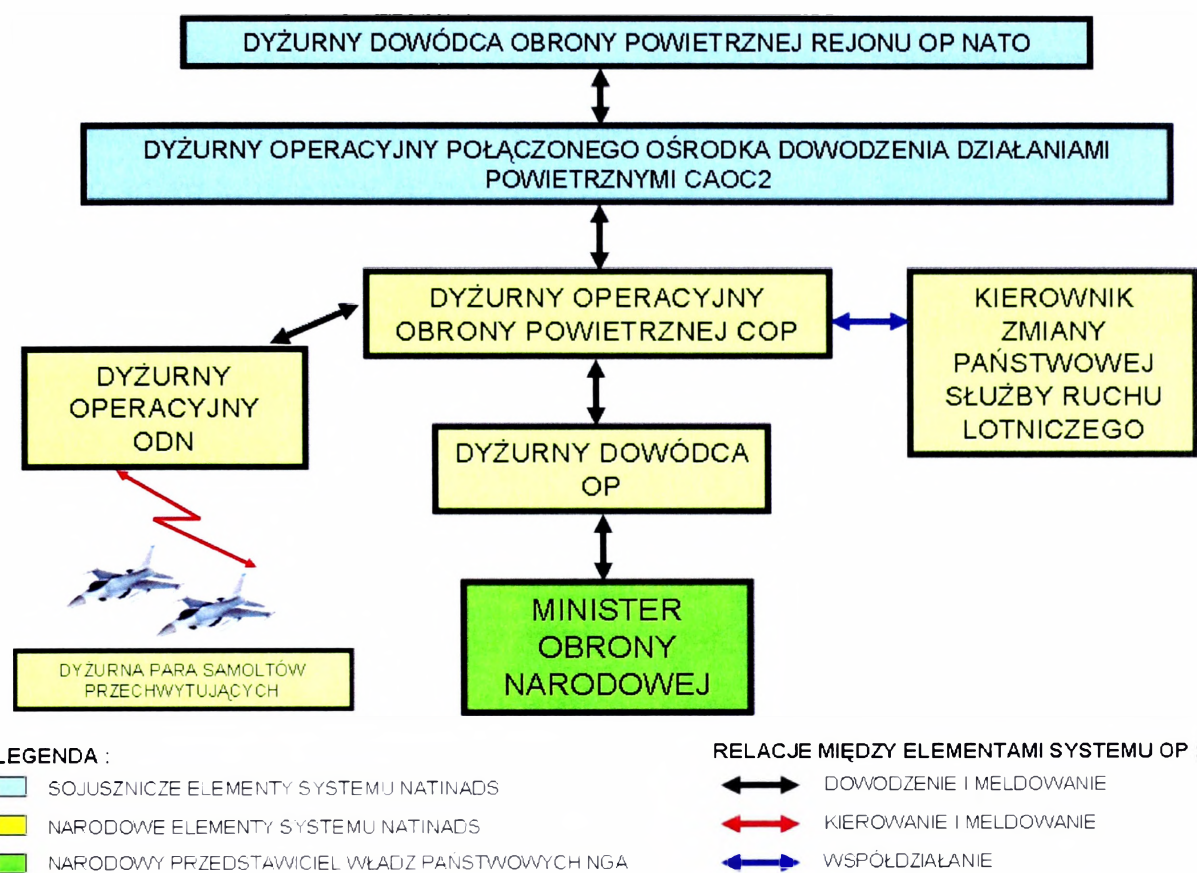 DYŻURNY DOWÓDCA OBRONY POWIETRZNEJ REJONU OP NATO
DYŻURNY OPERACYJNY POŁĄCZONEGO OŚRODKA DOWODZENIA DZIAŁANIAMI
POWIETRZNYMI CAOC2
DYŻURNY OPERACYJNY
OBRONY POWIETRZNEJ COP
KIEROWNIK
ZMIANY
PAŃSTWOWEJ
SŁUŻBY RUCHU
LOTNICZEGO
DYŻURNY
OPERACYJNY
ODN
DYŻURNY DOWÓDCA
OP
MINISTER
OBRONY
NARODOWEJ
DYŻURNA PARA SAMOLTÓW
PRZECHWYTUJĄCYCH
LEGENDA :
SOJUSZNICZE ELEMENTY SYSTEMU NATINADS
NARODOWE ELEMENTY SYSTEMU NATINADS
NARODOWY PRZEDSTAWICIEL WŁADZ PAŃSTWOWYCH NGA
RELACJE MIĘDZY ELEMENTAMI SYSTEMU OP
DOWODZENIE I MELDOWANIE
KIEROWANIE I MELDOWANIE
WSPÓŁDZIAŁANIE